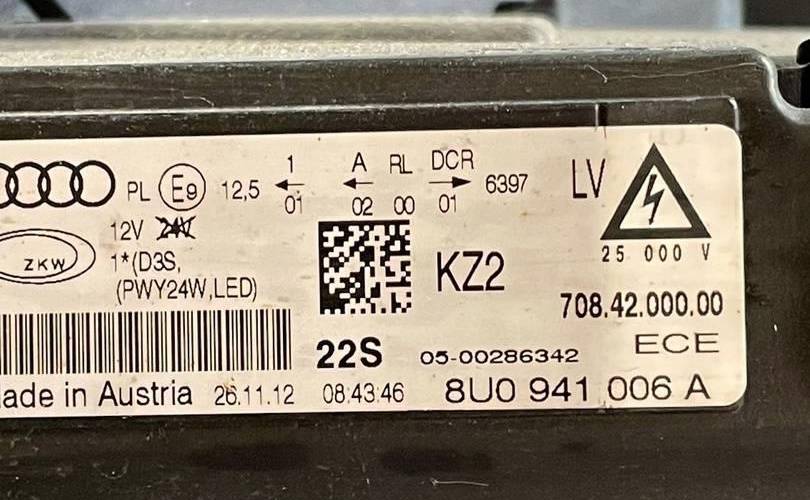 1 A RL DCR LV
PL E9 12,5 6397
01 02 00 01
12V 24V
ZKW 1*(D3S,
(PWY24W,LED)
KZ2
25 000 V
708.42.000.00
22S 05-00286342 ECE
ade in Austria 26.11.12 08:43:46 8U0 941 006 A